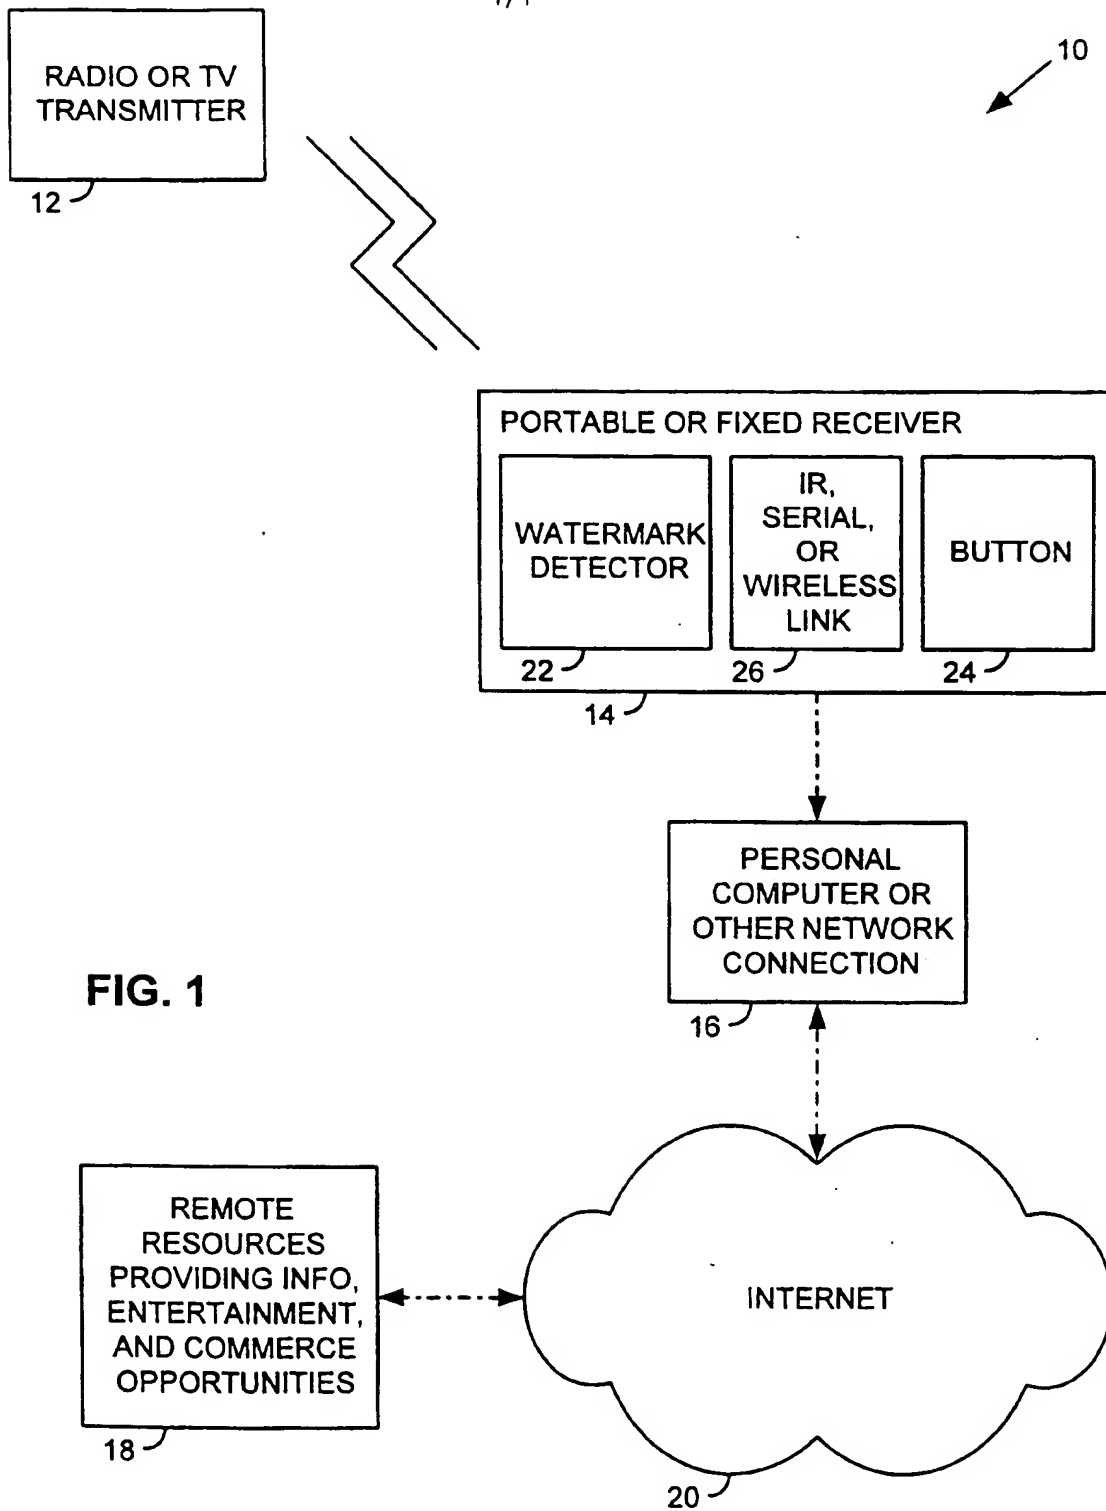 1/1
10
RADIO OR TV
TRANSMITTER
12
PORTABLE OR FIXED RECEIVER
WATERMARK
DETECTOR
22
IR,
SERIAL,
OR
WIRELESS
LINK
26
BUTTON
24
14
PERSONAL
COMPUTER OR
OTHER NETWORK
CONNECTION
16
FIG. 1
REMOTE
RESOURCES
PROVIDING INFO,
ENTERTAINMENT,
AND COMMERCE
OPPORTUNITIES
18
INTERNET
20